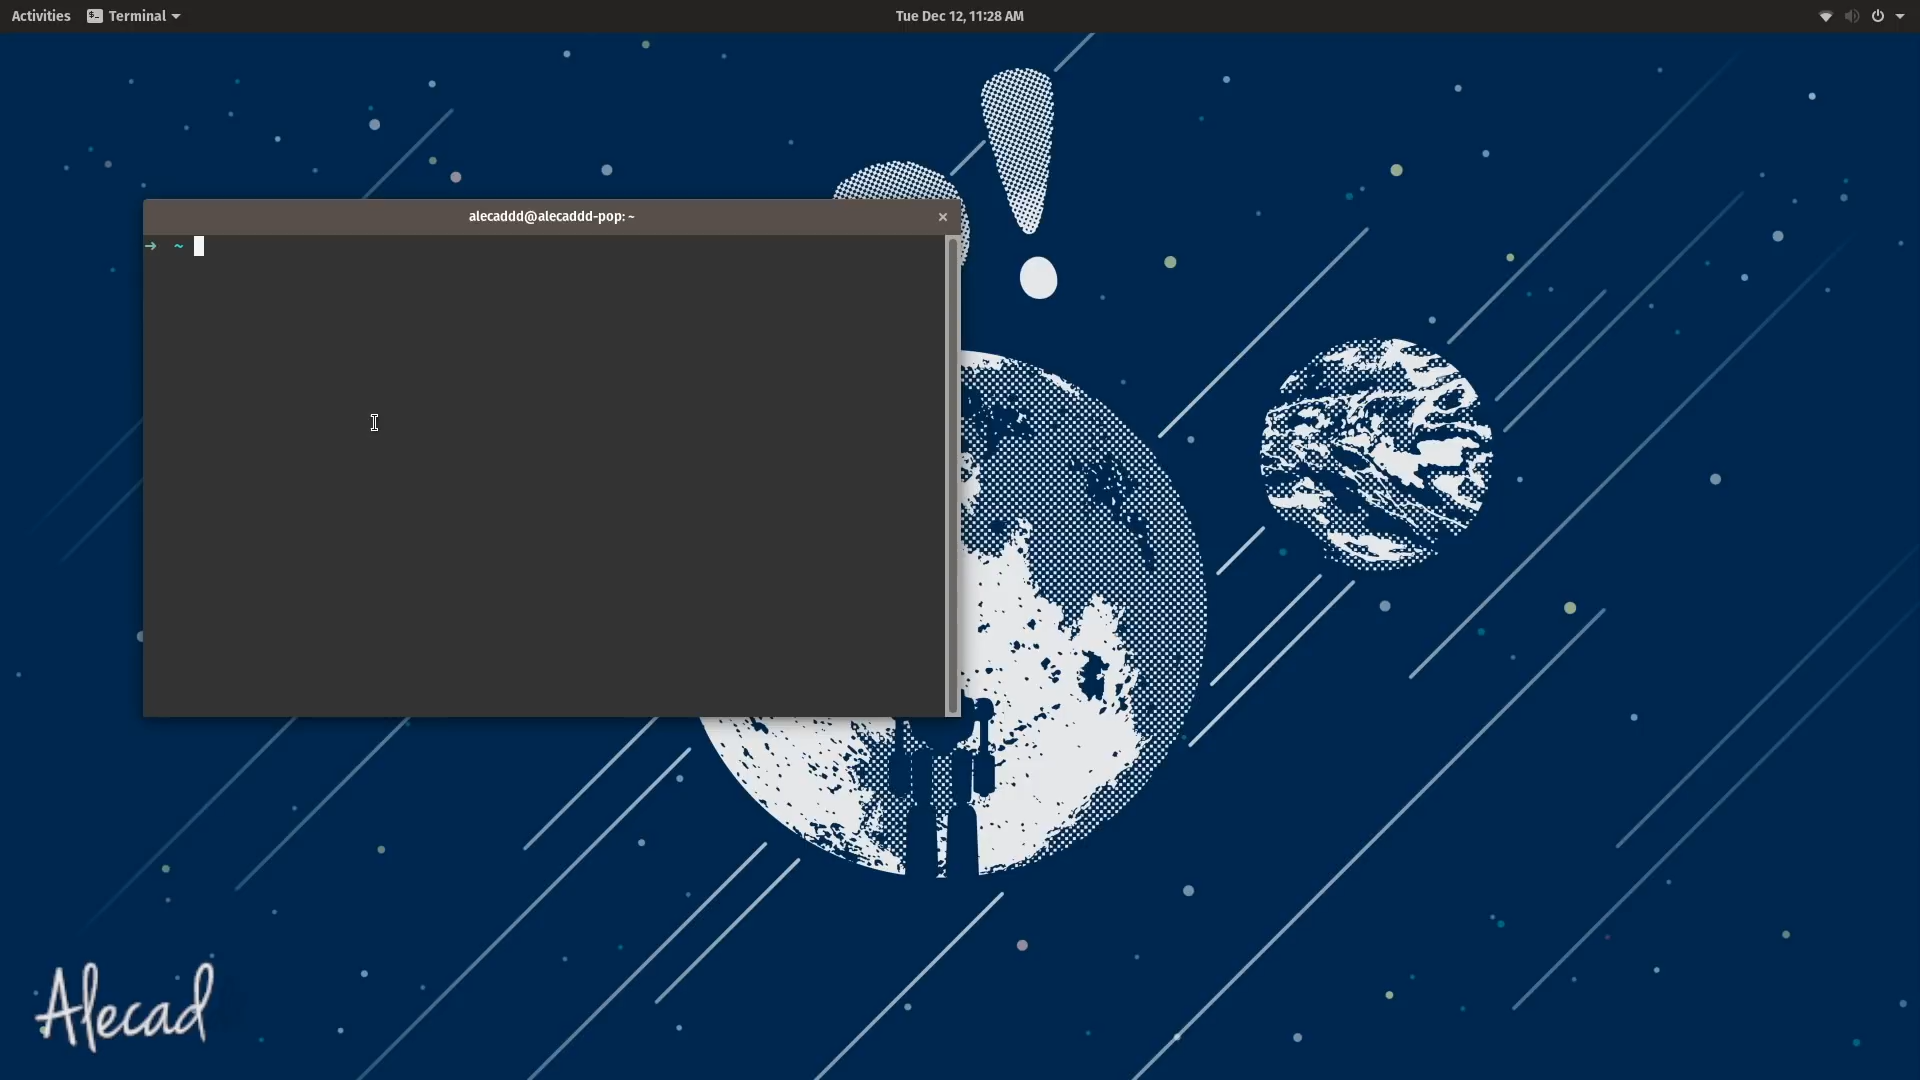 Activities Terminal Tue Dec 12, 11:28 AM
alecaddd@alecaddd-pop: ~
➜ ~
Alecad